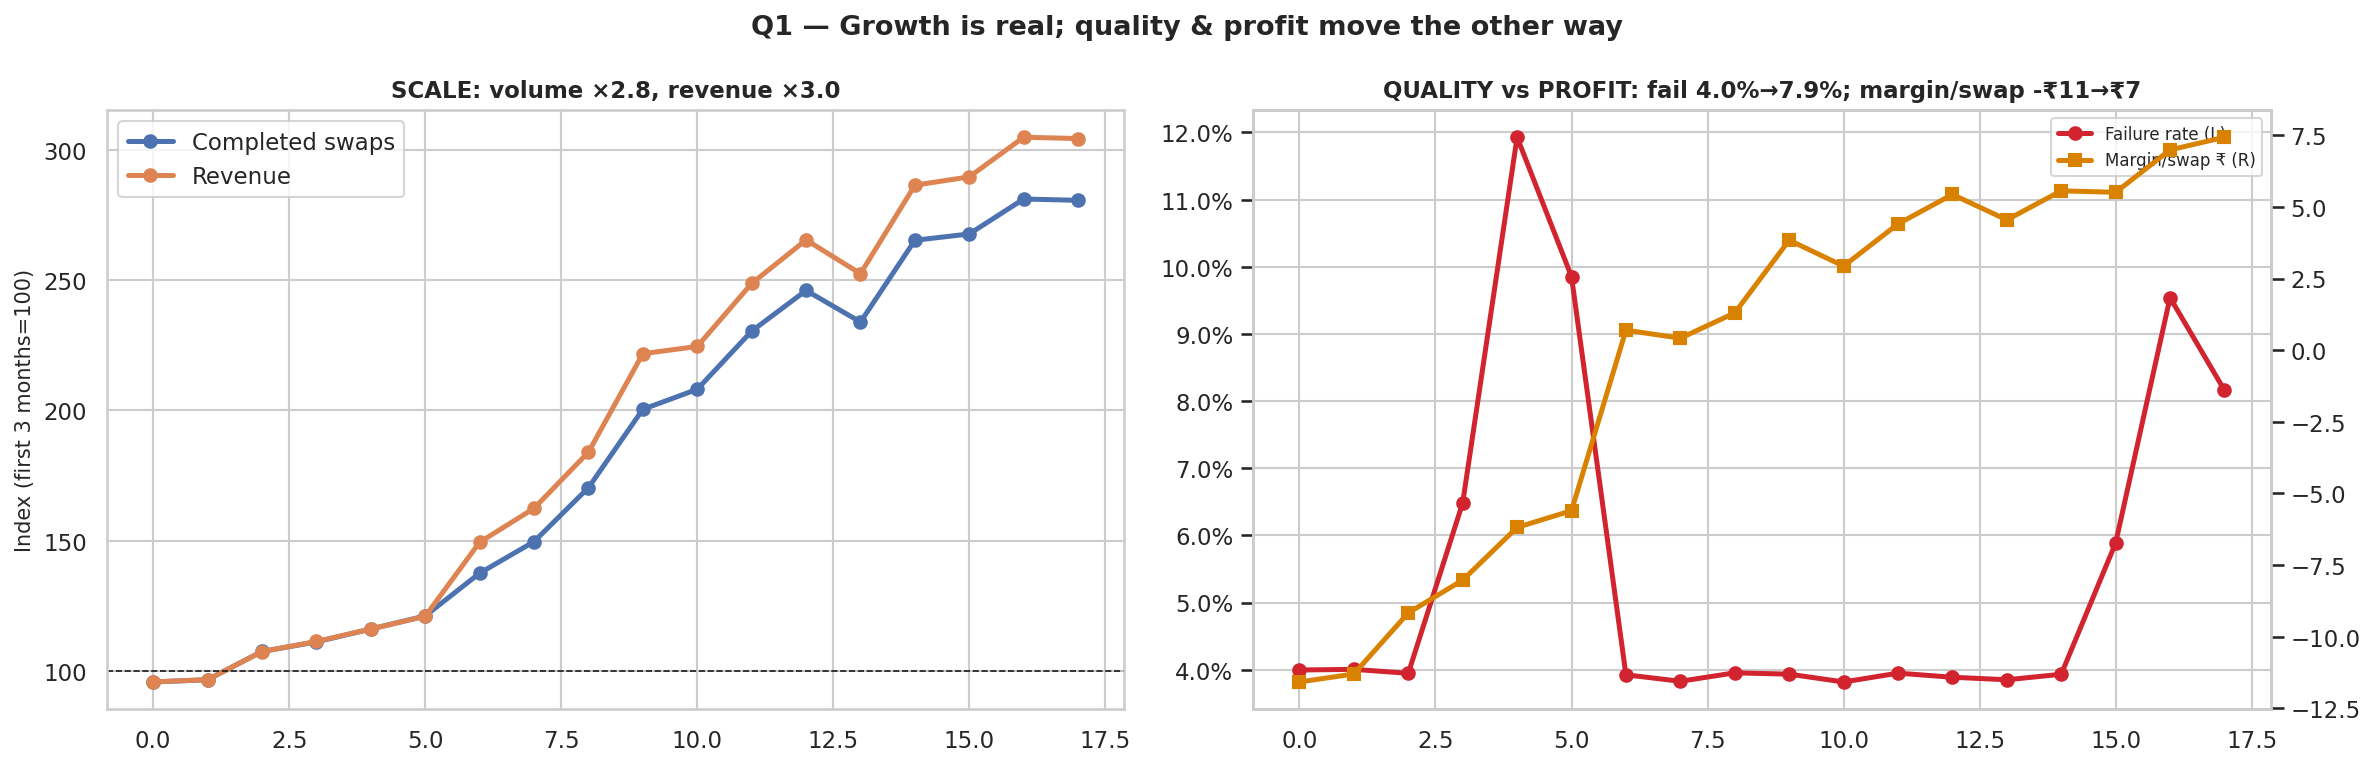 Q1 — Growth is real; quality & profit move the other way
SCALE: volume ×2.8, revenue ×3.0
Index (first 3 months=100)
300
250
200
150
100
Completed swaps
Revenue
0.0 2.5 5.0 7.5 10.0 12.5 15.0 17.5
QUALITY vs PROFIT: fail 4.0%→7.9%; margin/swap -₹11→₹7
12.0%
11.0%
10.0%
9.0%
8.0%
7.0%
6.0%
5.0%
4.0%
Failure rate (L)
Margin/swap ₹ (R)
7.5
5.0
2.5
0.0
−2.5
−5.0
−7.5
−10.0
−12.5
0.0 2.5 5.0 7.5 10.0 12.5 15.0 17.5